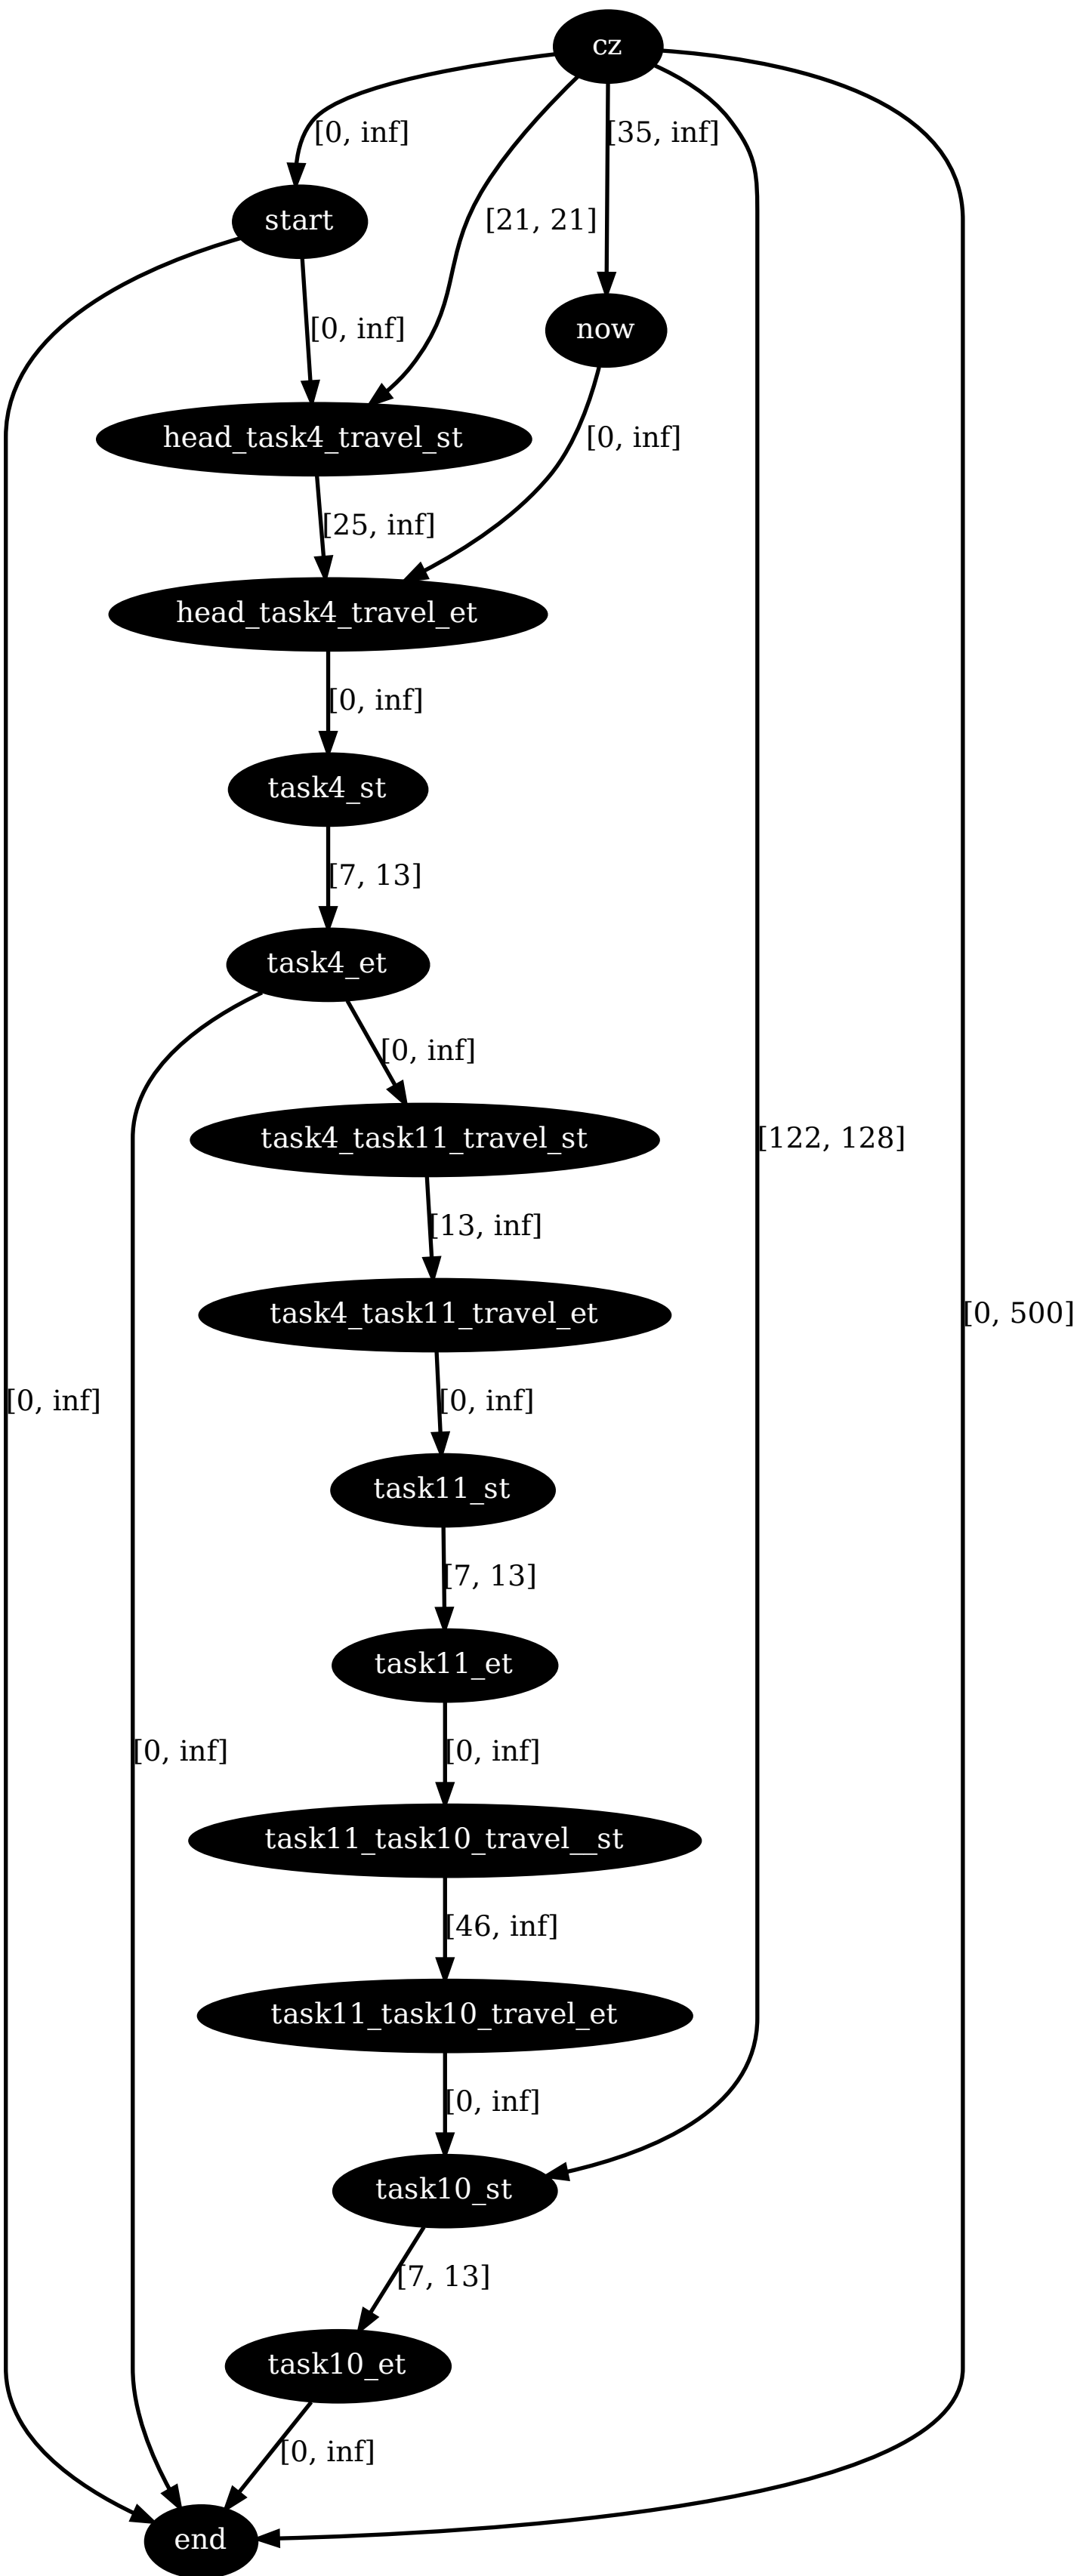 cz
[0, inf]
[35, inf]
[21, 21]
start
[0, inf]
now
head_task4_travel_st
[0, inf]
[25, inf]
head_task4_travel_et
[0, inf]
task4_st
[7, 13]
task4_et
[0, inf]
task4_task11_travel_st
[122, 128]
[13, inf]
task4_task11_travel_et
[0, 500]
[0, inf]
[0, inf]
task11_st
[7, 13]
task11_et
[0, inf]
[0, inf]
task11_task10_travel__st
[46, inf]
task11_task10_travel_et
[0, inf]
task10_st
[7, 13]
task10_et
[0, inf]
end